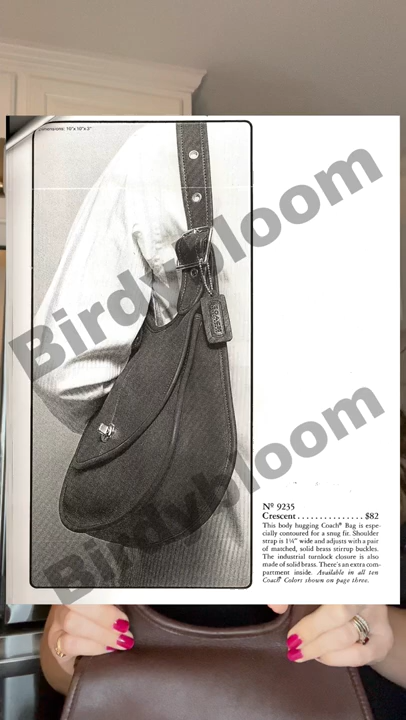 Dimensions: 10"x 10"x 3"
COACH
Birdybloom
Birdybloom
Birdybloom
Nº 9235
Crescent . . . . . . . . . . . . . . . $82
This body hugging Coach® Bag is espe-
cially contoured for a snug fit. Shoulder
strap is 1¼" wide and adjusts with a pair
of matched, solid brass stirrup buckles.
The industrial turnlock closure is also
made of solid brass. There's an extra com-
partment inside. Available in all ten
Coach® Colors shown on page three.